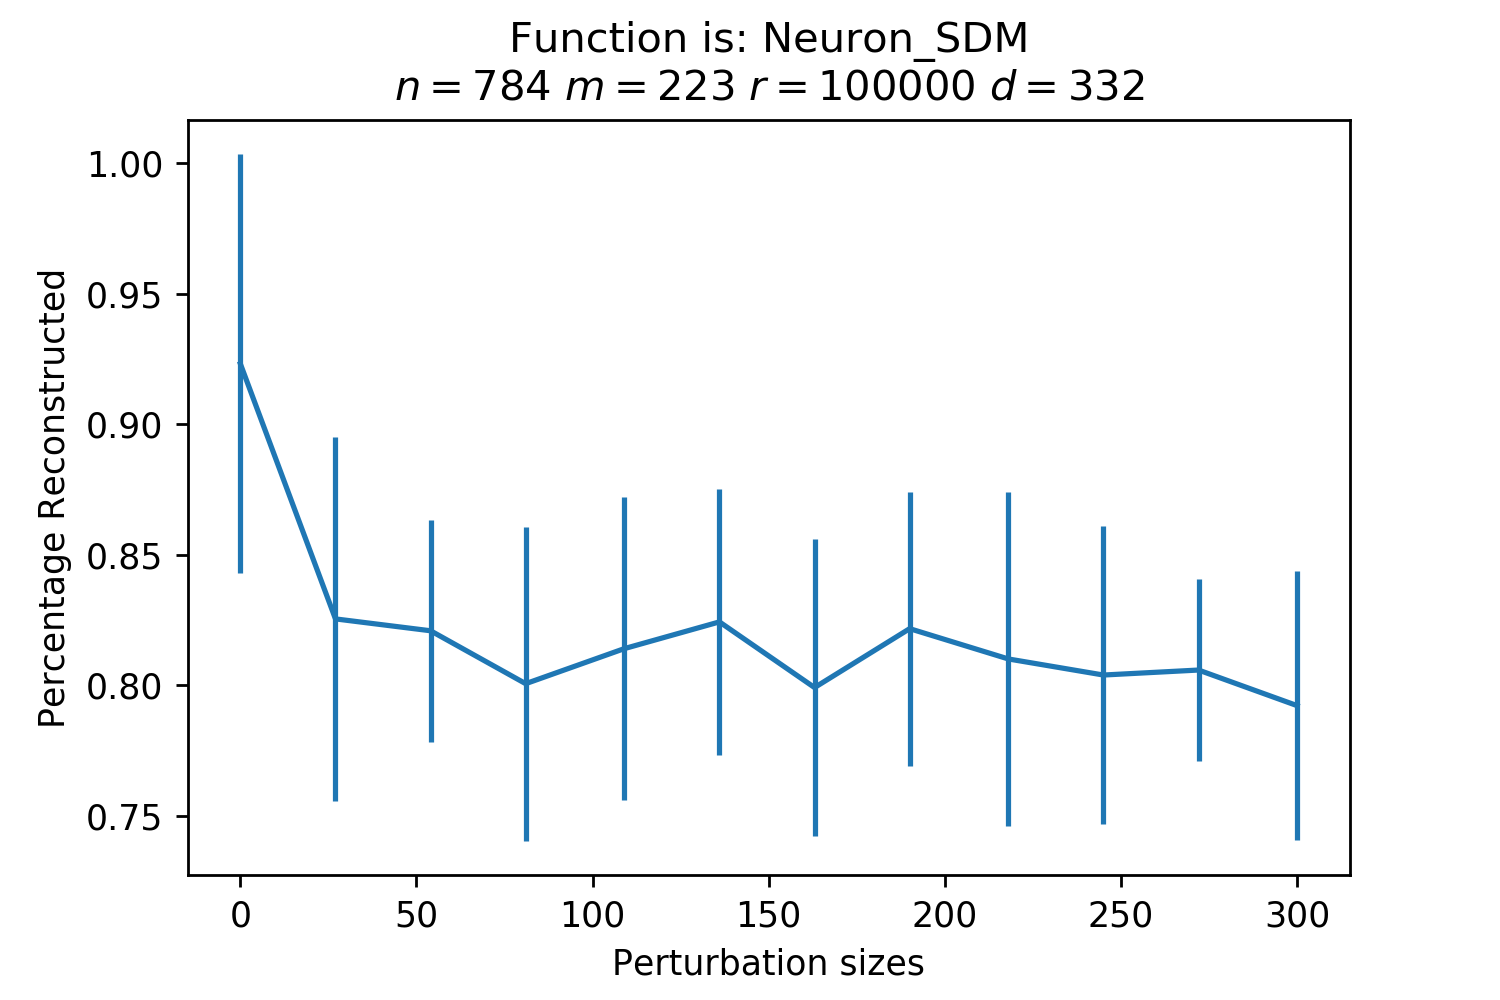 Function is: Neuron_SDM
n = 784 m = 223 r = 100000 d = 332
1.00
0.95
0.90
0.85
0.80
0.75
Percentage Reconstructed
0 50 100 150 200 250 300
Perturbation sizes